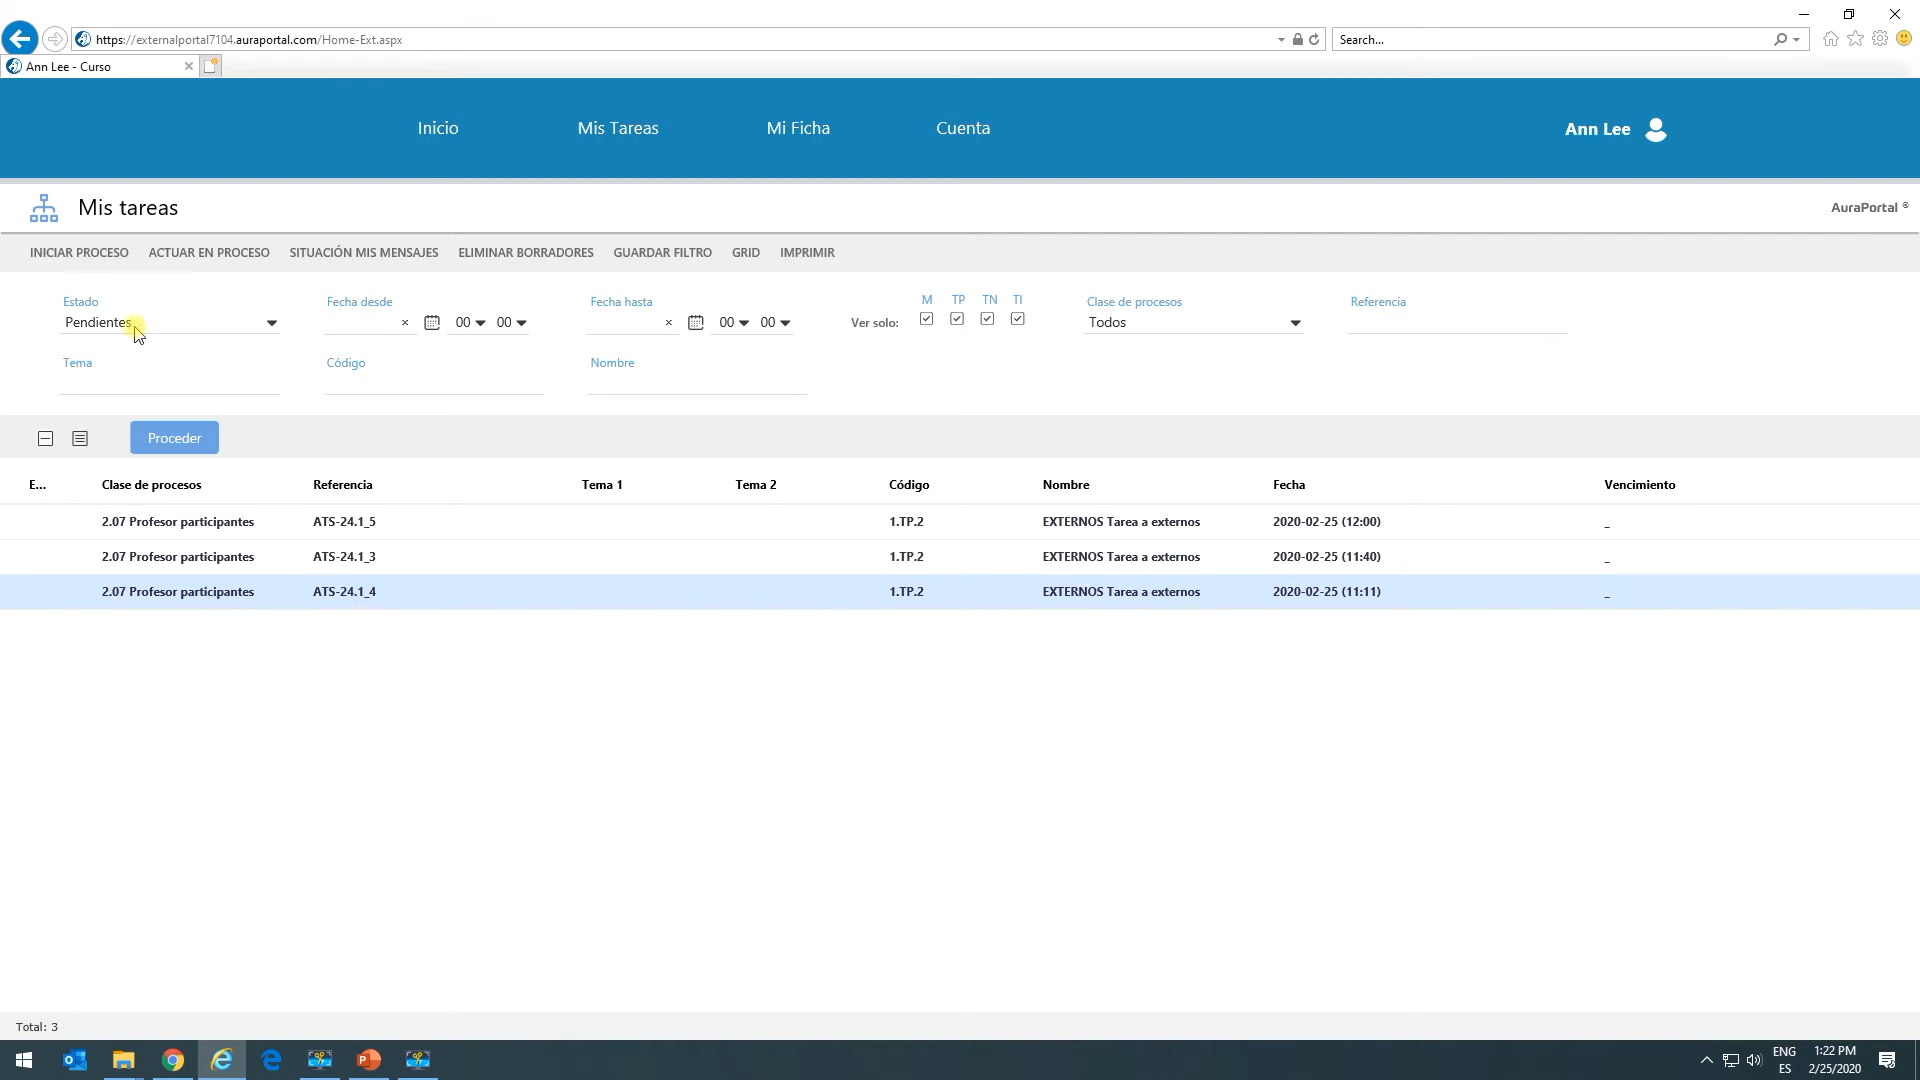 https://externalportal7104.auraportal.com/Home-Ext.aspx
Search...
Ann Lee - Curso
Inicio
Mis Tareas
Mi Ficha
Cuenta
Ann Lee
Mis tareas
AuraPortal ®
INICIAR PROCESO
ACTUAR EN PROCESO
SITUACIÓN MIS MENSAJES
ELIMINAR BORRADORES
GUARDAR FILTRO
GRID
IMPRIMIR
Estado
Pendientes
Fecha desde
× 00 00
Fecha hasta
× 00 00
Ver solo:
M TP TN TI
Clase de procesos
Todos
Referencia
Tema
Código
Nombre
Proceder
E... Clase de procesos Referencia Tema 1 Tema 2 Código Nombre Fecha Vencimiento
2.07 Profesor participantes ATS-24.1_5 1.TP.2 EXTERNOS Tarea a externos 2020-02-25 (12:00) _
2.07 Profesor participantes ATS-24.1_3 1.TP.2 EXTERNOS Tarea a externos 2020-02-25 (11:40) _
2.07 Profesor participantes ATS-24.1_4 1.TP.2 EXTERNOS Tarea a externos 2020-02-25 (11:11) _
Total: 3
ENG
ES
1:22 PM
2/25/2020